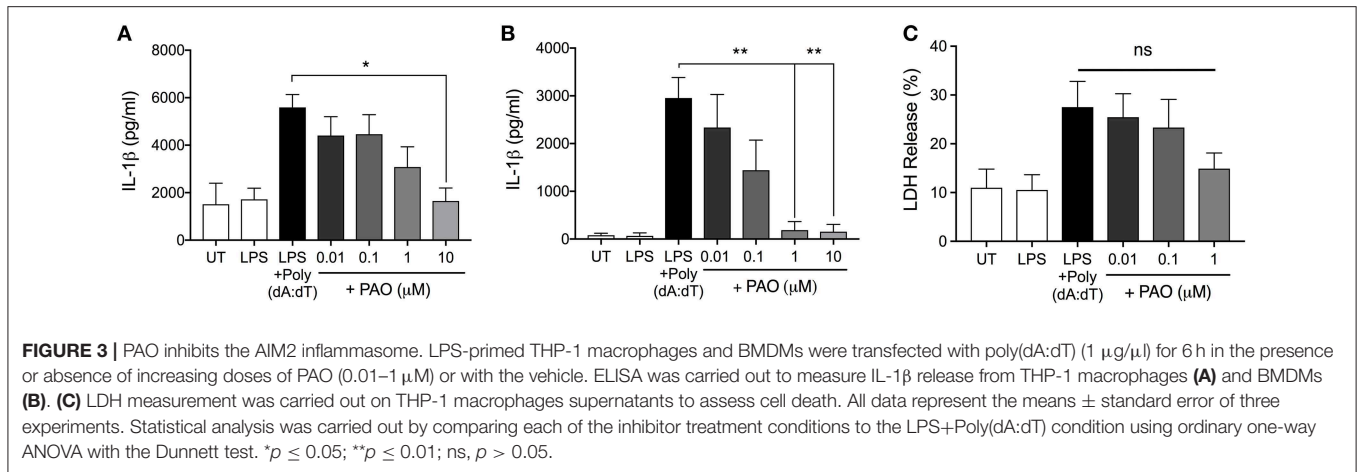 A
B
C
8000
6000
4000
2000
0
IL-1β (pg/ml)
*
UT LPS LPS 0.01 0.1 1 10
+Poly
(dA:dT)
+ PAO (μM)
4000
3000
2000
1000
0
IL-1β (pg/ml)
** **
UT LPS LPS 0.01 0.1 1 10
+Poly
(dA:dT)
+ PAO (μM)
40
30
20
10
0
LDH Release (%)
ns
UT LPS LPS 0.01 0.1 1
+Poly
(dA:dT)
+ PAO (μM)
FIGURE 3 | PAO inhibits the AIM2 inflammasome. LPS-primed THP-1 macrophages and BMDMs were transfected with poly(dA:dT) (1 μg/μl) for 6 h in the presence
or absence of increasing doses of PAO (0.01–1 μM) or with the vehicle. ELISA was carried out to measure IL-1β release from THP-1 macrophages (A) and BMDMs
(B). (C) LDH measurement was carried out on THP-1 macrophages supernatants to assess cell death. All data represent the means ± standard error of three
experiments. Statistical analysis was carried out by comparing each of the inhibitor treatment conditions to the LPS+Poly(dA:dT) condition using ordinary one-way
ANOVA with the Dunnett test. *p ≤ 0.05; **p ≤ 0.01; ns, p > 0.05.